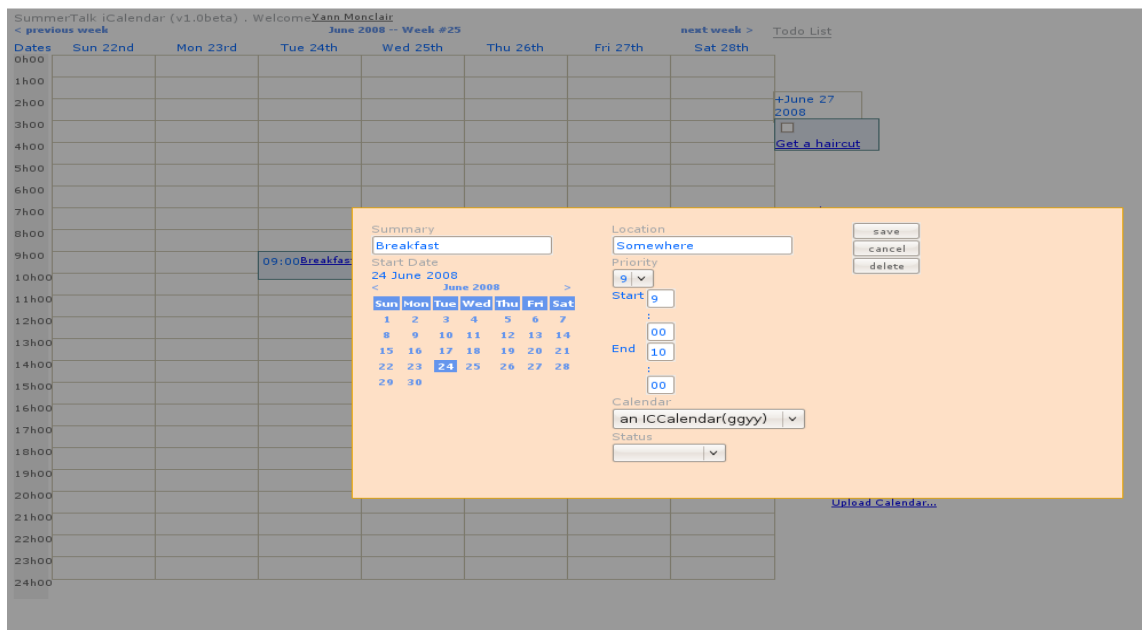 SummerTalk iCalendar (v1.0beta) . WelcomeYann Monclair
< previous week June 2008 -- Week #25 next week >
Todo List
Dates Sun 22nd Mon 23rd Tue 24th Wed 25th Thu 26th Fri 27th Sat 28th
0h00
1h00
2h00
3h00
4h00
5h00
6h00
7h00
8h00
9h00
10h00
11h00
12h00
13h00
14h00
15h00
16h00
17h00
18h00
19h00
20h00
21h00
22h00
23h00
24h00
09:00Breakfast
+June 27
2008
Get a haircut
Summary
Breakfast
Start Date
24 June 2008
< June 2008 >
Sun Mon Tue Wed Thu Fri Sat
1 2 3 4 5 6 7
8 9 10 11 12 13 14
15 16 17 18 19 20 21
22 23 24 25 26 27 28
29 30
Location
Somewhere
Priority
9
Start 9
:
00
End 10
:
00
Calendar
an ICCalendar(ggyy)
Status
save
cancel
delete
Upload Calendar...